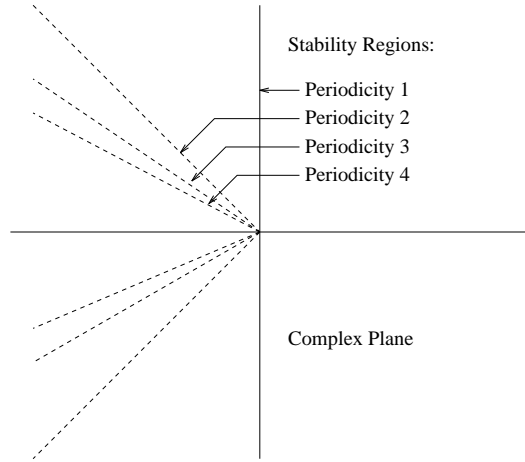 Stability Regions:
Periodicity 1
Periodicity 2
Periodicity 3
Periodicity 4
Complex Plane